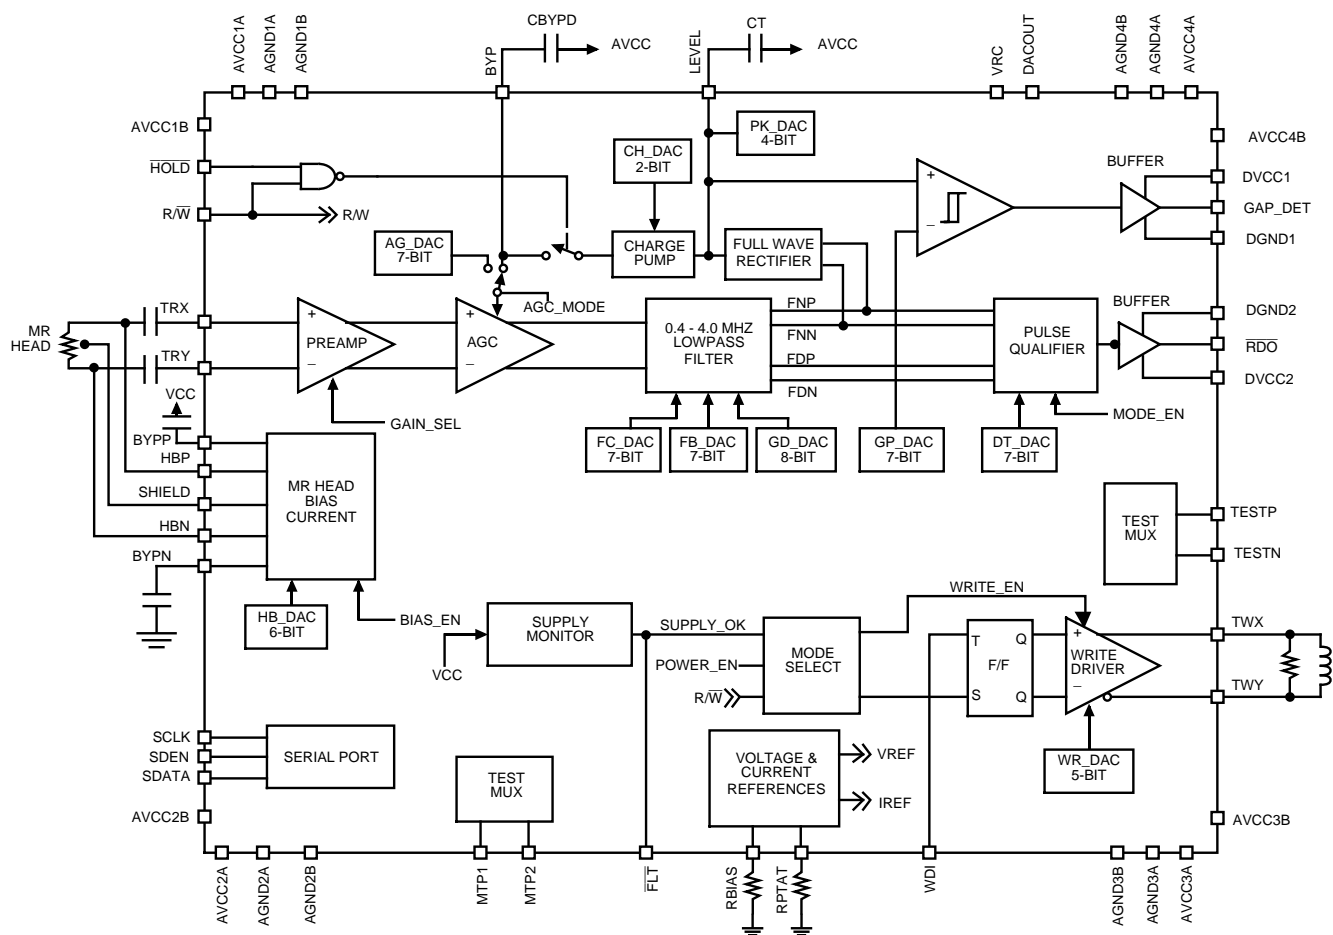 AVCC1A
AGND1A
AGND1B
BYP
CBYPD
AVCC
LEVEL
CT
AVCC
VRC
DACOUT
AGND4B
AGND4A
AVCC4A
AVCC1B
HOLD
R/W
R/W
PK_DAC
4-BIT
CH_DAC
2-BIT
AG_DAC
7-BIT
CHARGE
PUMP
FULL WAVE
RECTIFIER
+
−
BUFFER
AVCC4B
DVCC1
GAP_DET
DGND1
AGC_MODE
MR
HEAD
TRX
TRY
+
PREAMP
−
+
AGC
−
0.4 - 4.0 MHZ
LOWPASS
FILTER
FNP
FNN
FDP
FDN
PULSE
QUALIFIER
BUFFER
DGND2
RDO
DVCC2
VCC
BYPP
HBP
SHIELD
HBN
BYPN
GAIN_SEL
MODE_EN
FC_DAC
7-BIT
FB_DAC
7-BIT
GD_DAC
8-BIT
GP_DAC
7-BIT
DT_DAC
7-BIT
MR HEAD
BIAS
CURRENT
TEST
MUX
TESTP
TESTN
HB_DAC
6-BIT
BIAS_EN
VCC
SUPPLY
MONITOR
SUPPLY_OK
POWER_EN
R/W
MODE
SELECT
WRITE_EN
T
Q
F/F
S
Q
+
WRITE
DRIVER
−
TWX
TWY
WR_DAC
5-BIT
SCLK
SDEN
SDATA
SERIAL PORT
TEST
MUX
VOLTAGE &
CURRENT
REFERENCES
VREF
IREF
AVCC2B
AVCC3B
AVCC2A
AGND2A
AGND2B
MTP1
MTP2
FLT
RBIAS
RPTAT
WDI
AGND3B
AGND3A
AVCC3A